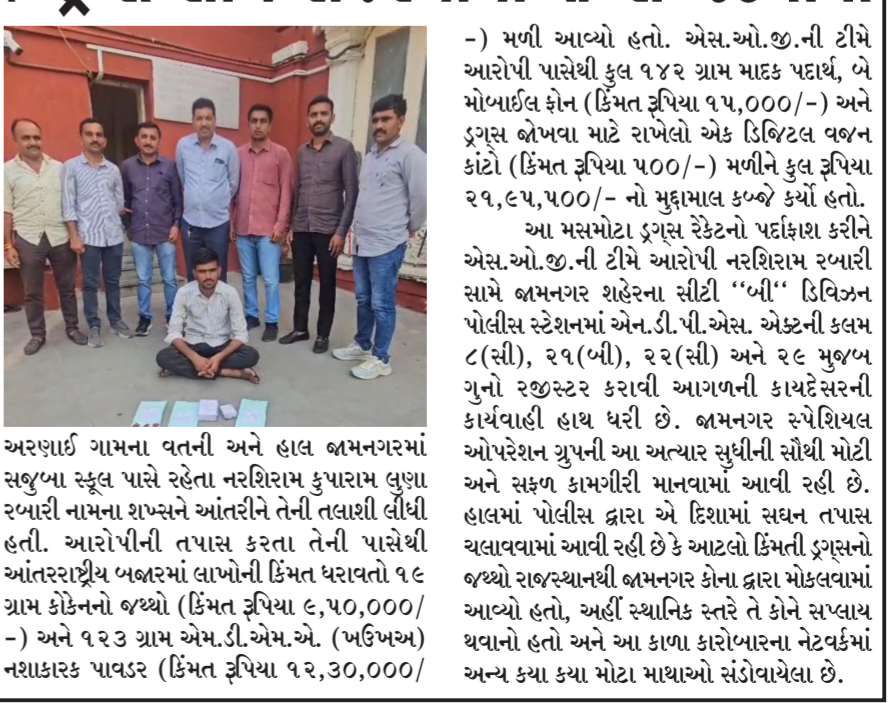 અરણાઈ ગામના વતની અને હાલ જામનગરમાં
સજુબા સ્કૂલ પાસે રહેતા નરશિરામ કુપારામ લુણા
રબારી નામના શખ્સને આંતરીને તેની તલાશી લીધી
હતી. આરોપીની તપાસ કરતા તેની પાસેથી
આંતરરાષ્ટ્રીય બજારમાં લાખોની કિંમત ધરાવતો ૧૯
ગ્રામ કોકેનનો જથ્થો (કિંમત રૂપિયા ૯,૫૦,૦૦૦/
-) અને ૧૨૩ ગ્રામ એમ.ડી.એમ.એ. (ખઉખઅ)
નશાકારક પાવડર (કિંમત રૂપિયા ૧૨,૩૦,૦૦૦/
-) મળી આવ્યો હતો. એસ.ઓ.જી.ની ટીમે
આરોપી પાસેથી કુલ ૧૪૨ ગ્રામ માદક પદાર્થ, બે
મોબાઈલ ફોન (કિંમત રૂપિયા ૧૫,૦૦૦/-) અને
ડ્રગ્સ જોખવા માટે રાખેલો એક ડિજિટલ વજન
કાંટો (કિંમત રૂપિયા ૫૦૦/-) મળીને કુલ રૂપિયા
૨૧,૯૫,૫૦૦/- નો મુદ્દામાલ કબ્જે કર્યો હતો.
આ મસમોટા ડ્રગ્સ રેકેટનો પર્દાફાશ કરીને
એસ.ઓ.જી.ની ટીમે આરોપી નરશિરામ રબારી
સામે જામનગર શહેરના સીટી “બી“ ડિવિઝન
પોલીસ સ્ટેશનમાં એન.ડી.પી.એસ. એક્ટની કલમ
૮(સી), ૨૧(બી), ૨૨(સી) અને ૨૯ મુજબ
ગુનો રજીસ્ટર કરાવી આગળની કાયદેસરની
કાર્યવાહી હાથ ધરી છે. જામનગર સ્પેશિયલ
ઓપરેશન ગ્રુપની આ અત્યાર સુધીની સૌથી મોટી
અને સફળ કામગીરી માનવામાં આવી રહી છે.
હાલમાં પોલીસ દ્વારા એ દિશામાં સઘન તપાસ
ચલાવવામાં આવી રહી છે કે આટલો કિંમતી ડ્રગ્સનો
જથ્થો રાજસ્થાનથી જામનગર કોના દ્વારા મોકલવામાં
આવ્યો હતો, અહીં સ્થાનિક સ્તરે તે કોને સપ્લાય
થવાનો હતો અને આ કાળા કારોબારના નેટવર્કમાં
અન્ય કયા કયા મોટા માથાઓ સંડોવાયેલા છે.